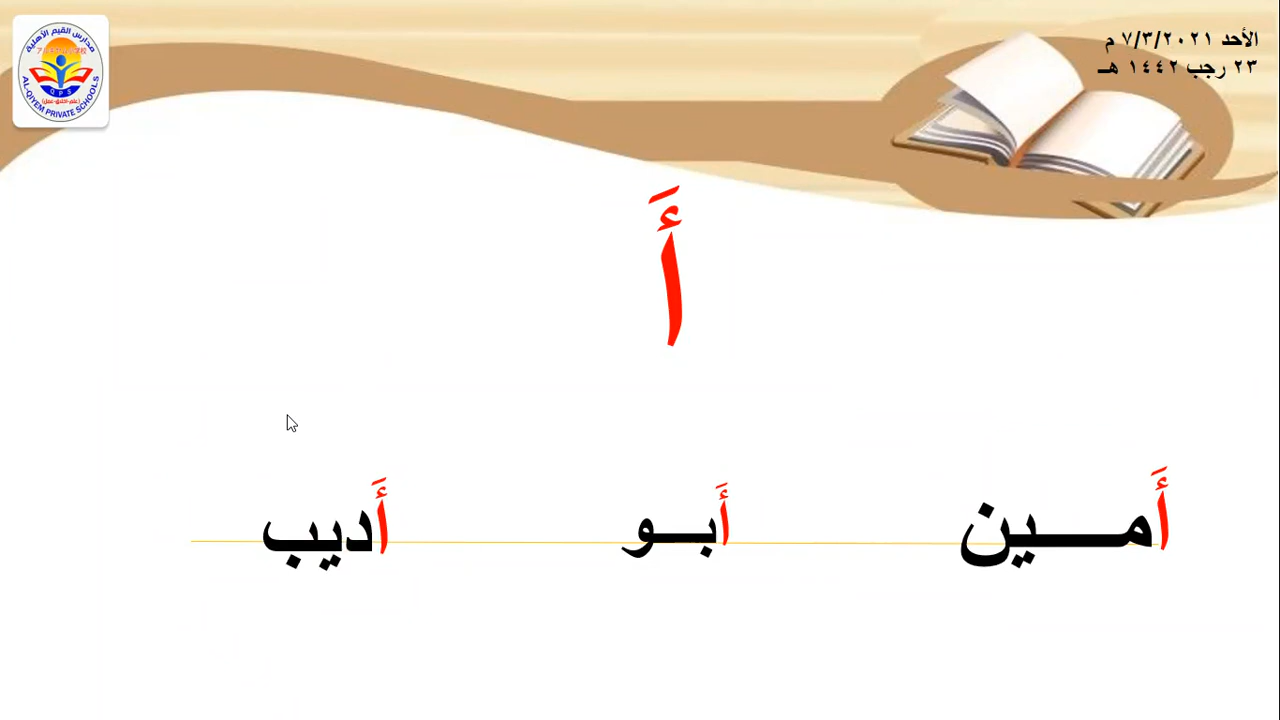 مدارس القيم الأهلية
AL-QIYEM PRIVATE SCHOOLS
Q P S
الأحد ٧/٣/٢٠٢١ م
٢٣ رجب ١٤٤٢ هـ
أَ
أَمـــين أَبــو أَديب